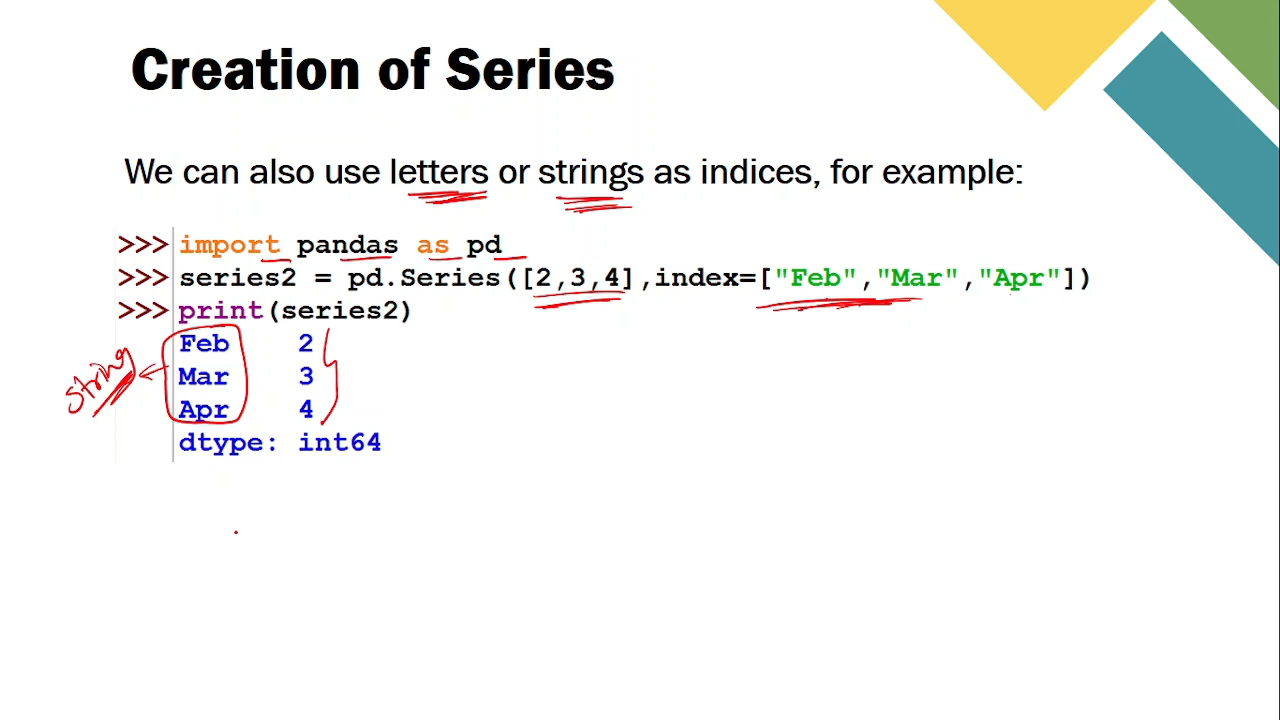 Creation of Series
We can also use letters or strings as indices, for example:
>>> import pandas as pd
>>> series2 = pd.Series([2,3,4],index=["Feb","Mar","Apr"])
>>> print(series2)
Feb 2
Mar 3
Apr 4
dtype: int64
string